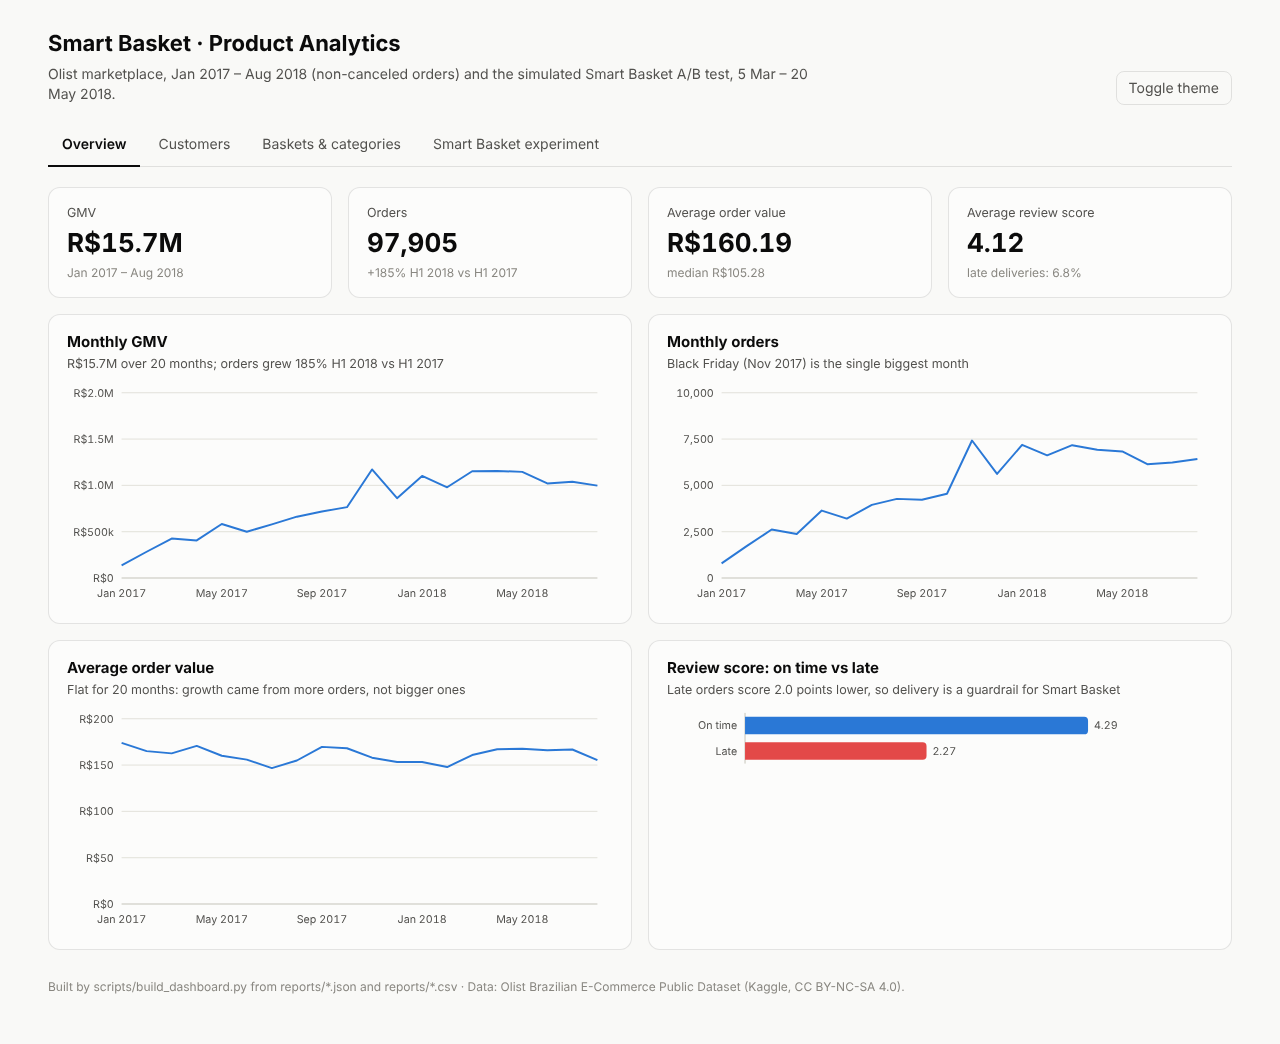 Smart Basket · Product Analytics
Olist marketplace, Jan 2017 – Aug 2018 (non-canceled orders) and the simulated Smart Basket A/B test, 5 Mar – 20
May 2018.
Toggle theme
Overview
Customers
Baskets & categories
Smart Basket experiment
GMV
R$15.7M
Jan 2017 – Aug 2018
Orders
97,905
+185% H1 2018 vs H1 2017
Average order value
R$160.19
median R$105.28
Average review score
4.12
late deliveries: 6.8%
Monthly GMV
R$15.7M over 20 months; orders grew 185% H1 2018 vs H1 2017
R$2.0M
R$1.5M
R$1.0M
R$500k
R$0
Jan 2017 May 2017 Sep 2017 Jan 2018 May 2018
Monthly orders
Black Friday (Nov 2017) is the single biggest month
10,000
7,500
5,000
2,500
0
Jan 2017 May 2017 Sep 2017 Jan 2018 May 2018
Average order value
Flat for 20 months: growth came from more orders, not bigger ones
R$200
R$150
R$100
R$50
R$0
Jan 2017 May 2017 Sep 2017 Jan 2018 May 2018
Review score: on time vs late
Late orders score 2.0 points lower, so delivery is a guardrail for Smart Basket
On time 4.29
Late 2.27
Built by scripts/build_dashboard.py from reports/*.json and reports/*.csv · Data: Olist Brazilian E-Commerce Public Dataset (Kaggle, CC BY-NC-SA 4.0).